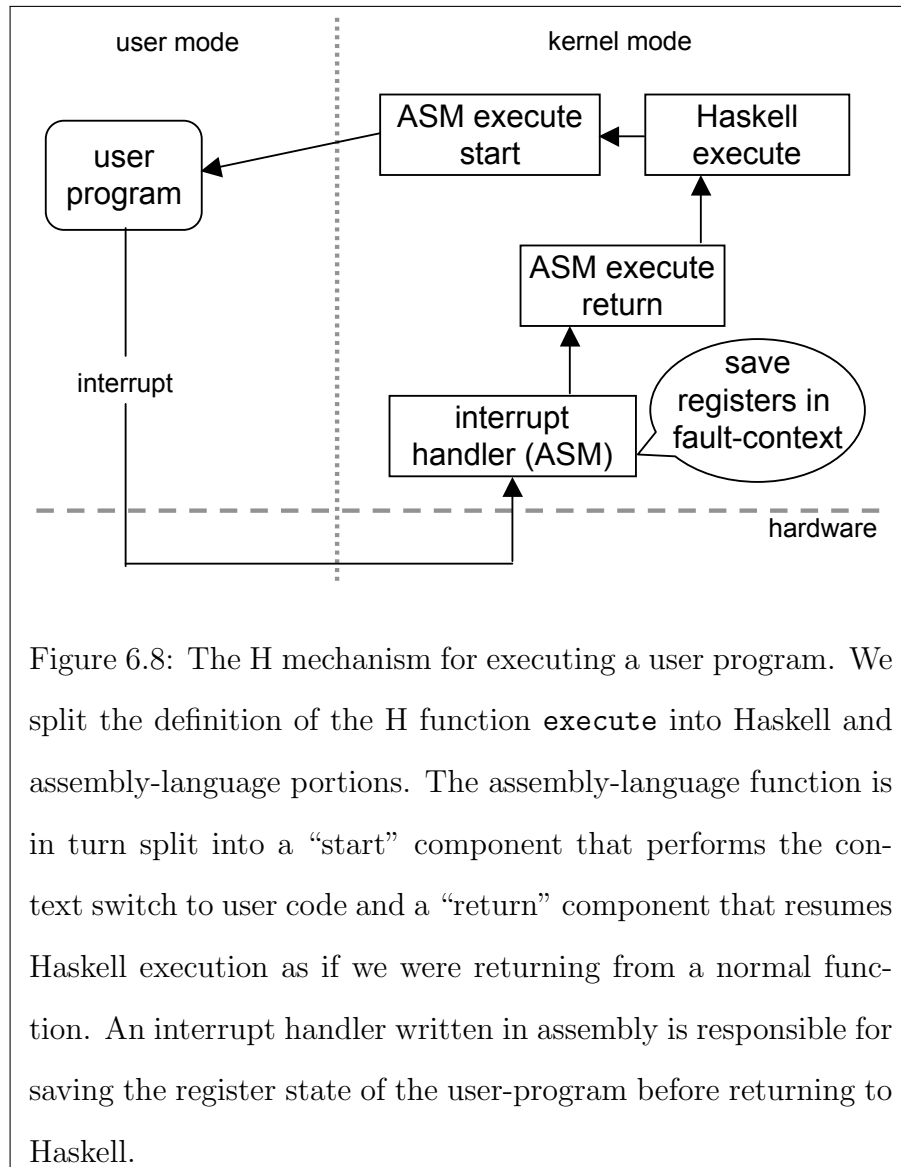 user mode
kernel mode
ASM execute
start
Haskell
execute
user
program
ASM execute
return
save
registers in
fault-context
interrupt
interrupt
handler (ASM)
hardware
Figure 6.8: The H mechanism for executing a user program. We
split the definition of the H function execute into Haskell and
assembly-language portions. The assembly-language function is
in turn split into a “start” component that performs the con-
text switch to user code and a “return” component that resumes
Haskell execution as if we were returning from a normal func-
tion. An interrupt handler written in assembly is responsible for
saving the register state of the user-program before returning to
Haskell.